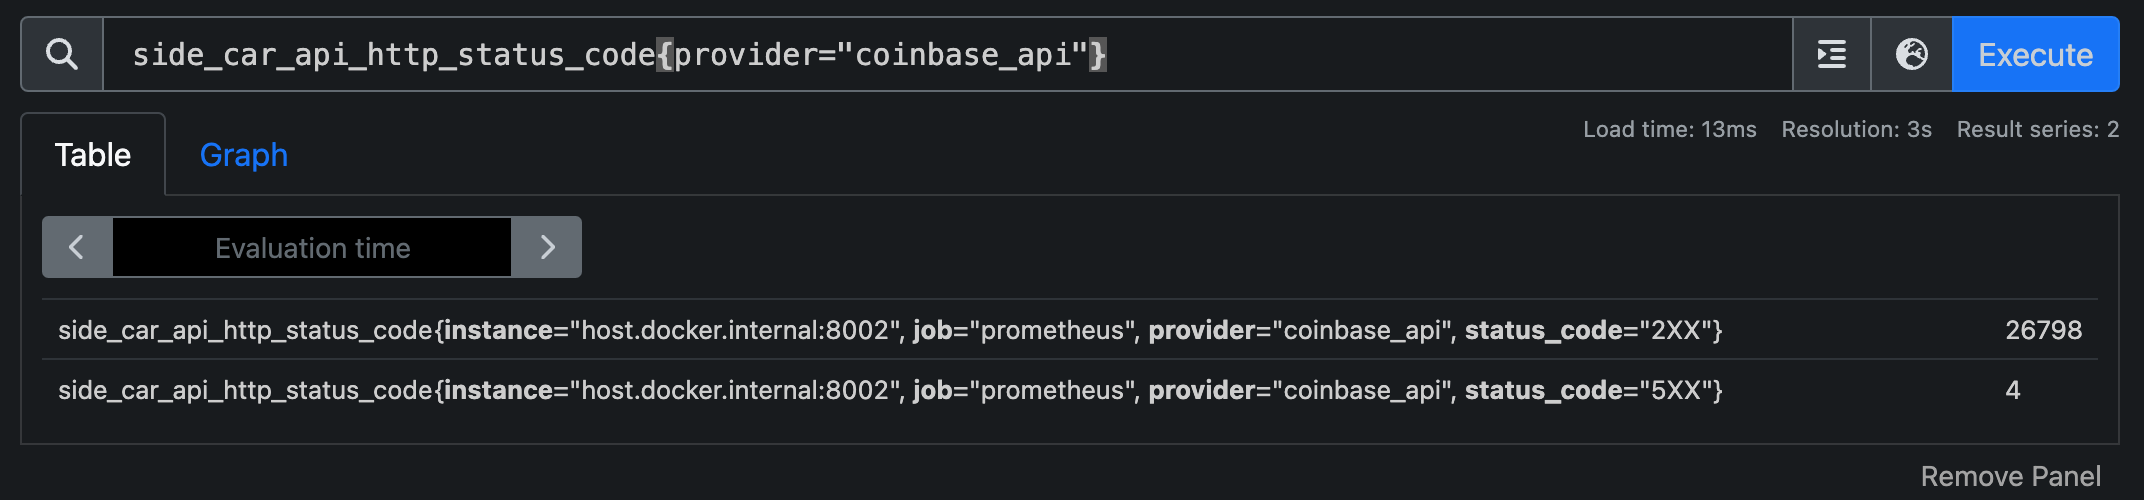 side_car_api_http_status_code{provider="coinbase_api"}
Execute
Table
Graph
Load time: 13ms Resolution: 3s Result series: 2
Evaluation time
side_car_api_http_status_code{instance="host.docker.internal:8002", job="prometheus", provider="coinbase_api", status_code="2XX"} 26798
side_car_api_http_status_code{instance="host.docker.internal:8002", job="prometheus", provider="coinbase_api", status_code="5XX"} 4
Remove Panel